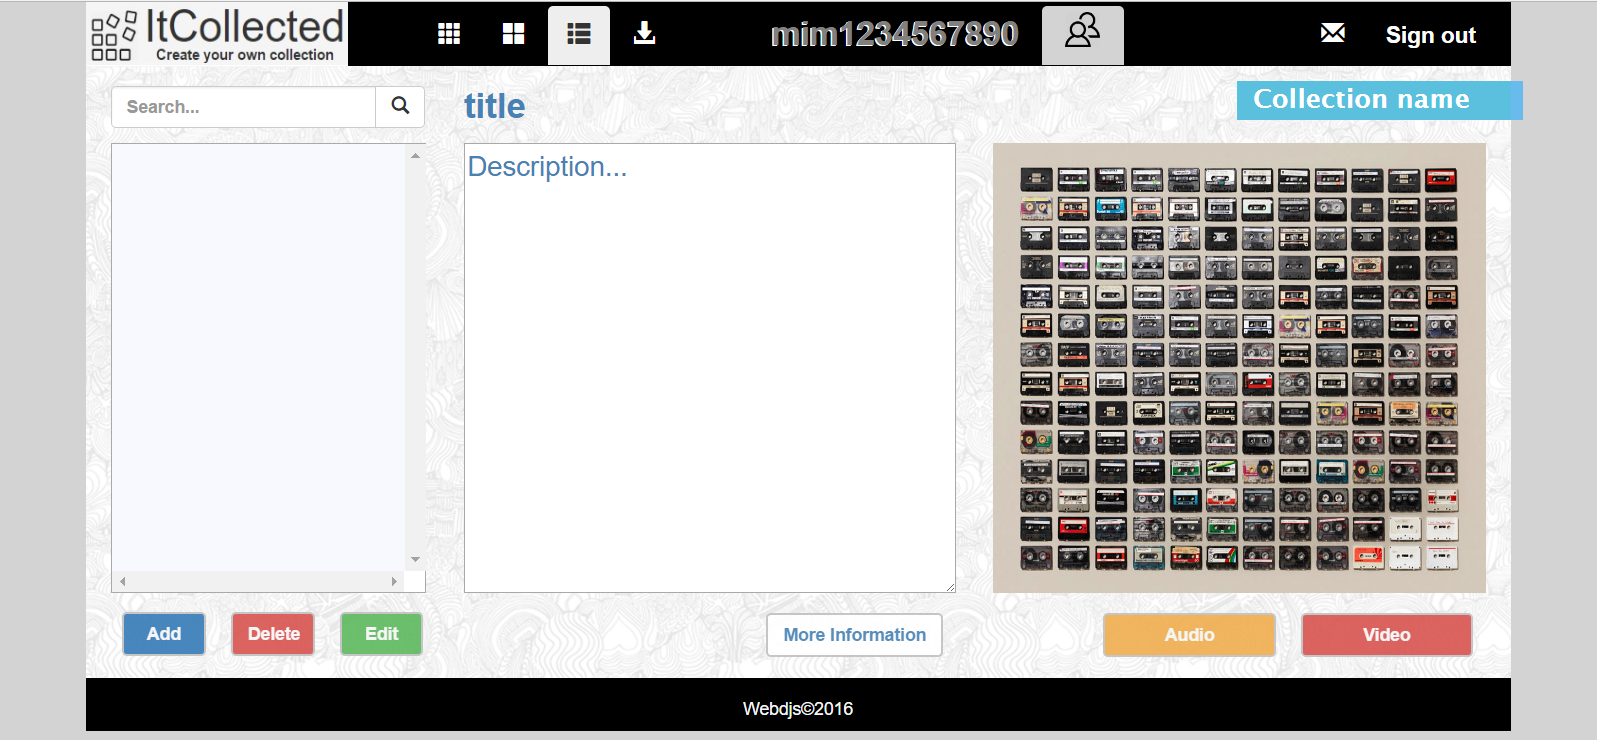 ItCollected
Create your own collection
mim1234567890
Sign out
Search...
title
Collection name
Description...
Add
Delete
Edit
More Information
Audio
Video
Webdjs©2016